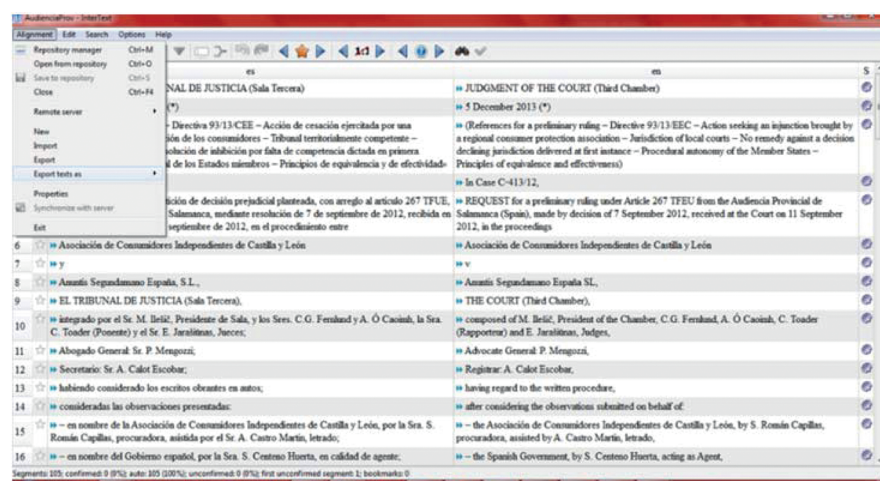 AudienciaProv - InterText
Alignment Edit Search Options Help
Repository manager Ctrl+M
Open from repository Ctrl+O
Save to repository Ctrl+S
Close Ctrl+F4
Remote server
New
Import
Export
Export texts as
Properties
Synchronize with server
Exit
1:1
es en S
NAL DE JUSTICIA (Sala Tercera) JUDGMENT OF THE COURT (Third Chamber)
(*) 5 December 2013 (*)
– Directiva 93/13/CEE – Acción de cesación ejercitada por una (References for a preliminary ruling – Directive 93/13/EEC – Action seeking an injunction brought by
ión de los consumidores – Tribunal territorialmente competente – a regional consumer protection association – Jurisdiction of local courts – No remedy against a decision
olución de inhibición por falta de competencia dictada en primera declining jurisdiction delivered at first instance – Procedural autonomy of the Member States –
l de los Estados miembros – Principios de equivalencia y de efectividad» Principles of equivalence and effectiveness)
In Case C-413/12,
tición de decisión prejudicial planteada, con arreglo al artículo 267 TFUE, REQUEST for a preliminary ruling under Article 267 TFEU from the Audiencia Provincial de
Salamanca, mediante resolución de 7 de septiembre de 2012, recibida en Salamanca (Spain), made by decision of 7 September 2012, received at the Court on 11 September
septiembre de 2012, en el procedimiento entre 2012, in the proceedings
6 Asociación de Consumidores Independientes de Castilla y León Asociación de Consumidores Independientes de Castilla y León
7 y v
8 Anuntis Segundamano España, S.L., Anuntis Segundamano España SL,
9 EL TRIBUNAL DE JUSTICIA (Sala Tercera), THE COURT (Third Chamber),
10 integrado por el Sr. M. Ilešič, Presidente de Sala, y los Sres. C.G. Fernlund y A. Ó Caoimh, la Sra. composed of M. Ilešič, President of the Chamber, C.G. Fernlund, A. Ó Caoimh, C. Toader
C. Toader (Ponente) y el Sr. E. Jarašiūnas, Jueces; (Rapporteur) and E. Jarašiūnas, Judges,
11 Abogado General: Sr. P. Mengozzi; Advocate General: P. Mengozzi,
12 Secretario: Sr. A. Calot Escobar; Registrar: A. Calot Escobar,
13 habiendo considerado los escritos obrantes en autos; having regard to the written procedure,
14 consideradas las observaciones presentadas: after considering the observations submitted on behalf of:
15 – en nombre de la Asociación de Consumidores Independientes de Castilla y León, por la Sra. S. – the Asociación de Consumidores Independientes de Castilla y León, by S. Román Capillas,
Román Capillas, procuradora, asistida por el Sr. A. Castro Martín, letrado; procuradora, assisted by A. Castro Martín, letrado,
16 – en nombre del Gobierno español, por la Sra. S. Centeno Huerta, en calidad de agente; – the Spanish Government, by S. Centeno Huerta, acting as Agent,
Segments: 105; confirmed: 0 (0%); auto: 105 (100%); unconfirmed: 0 (0%); first unconfirmed segment: 1; bookmarks: 0